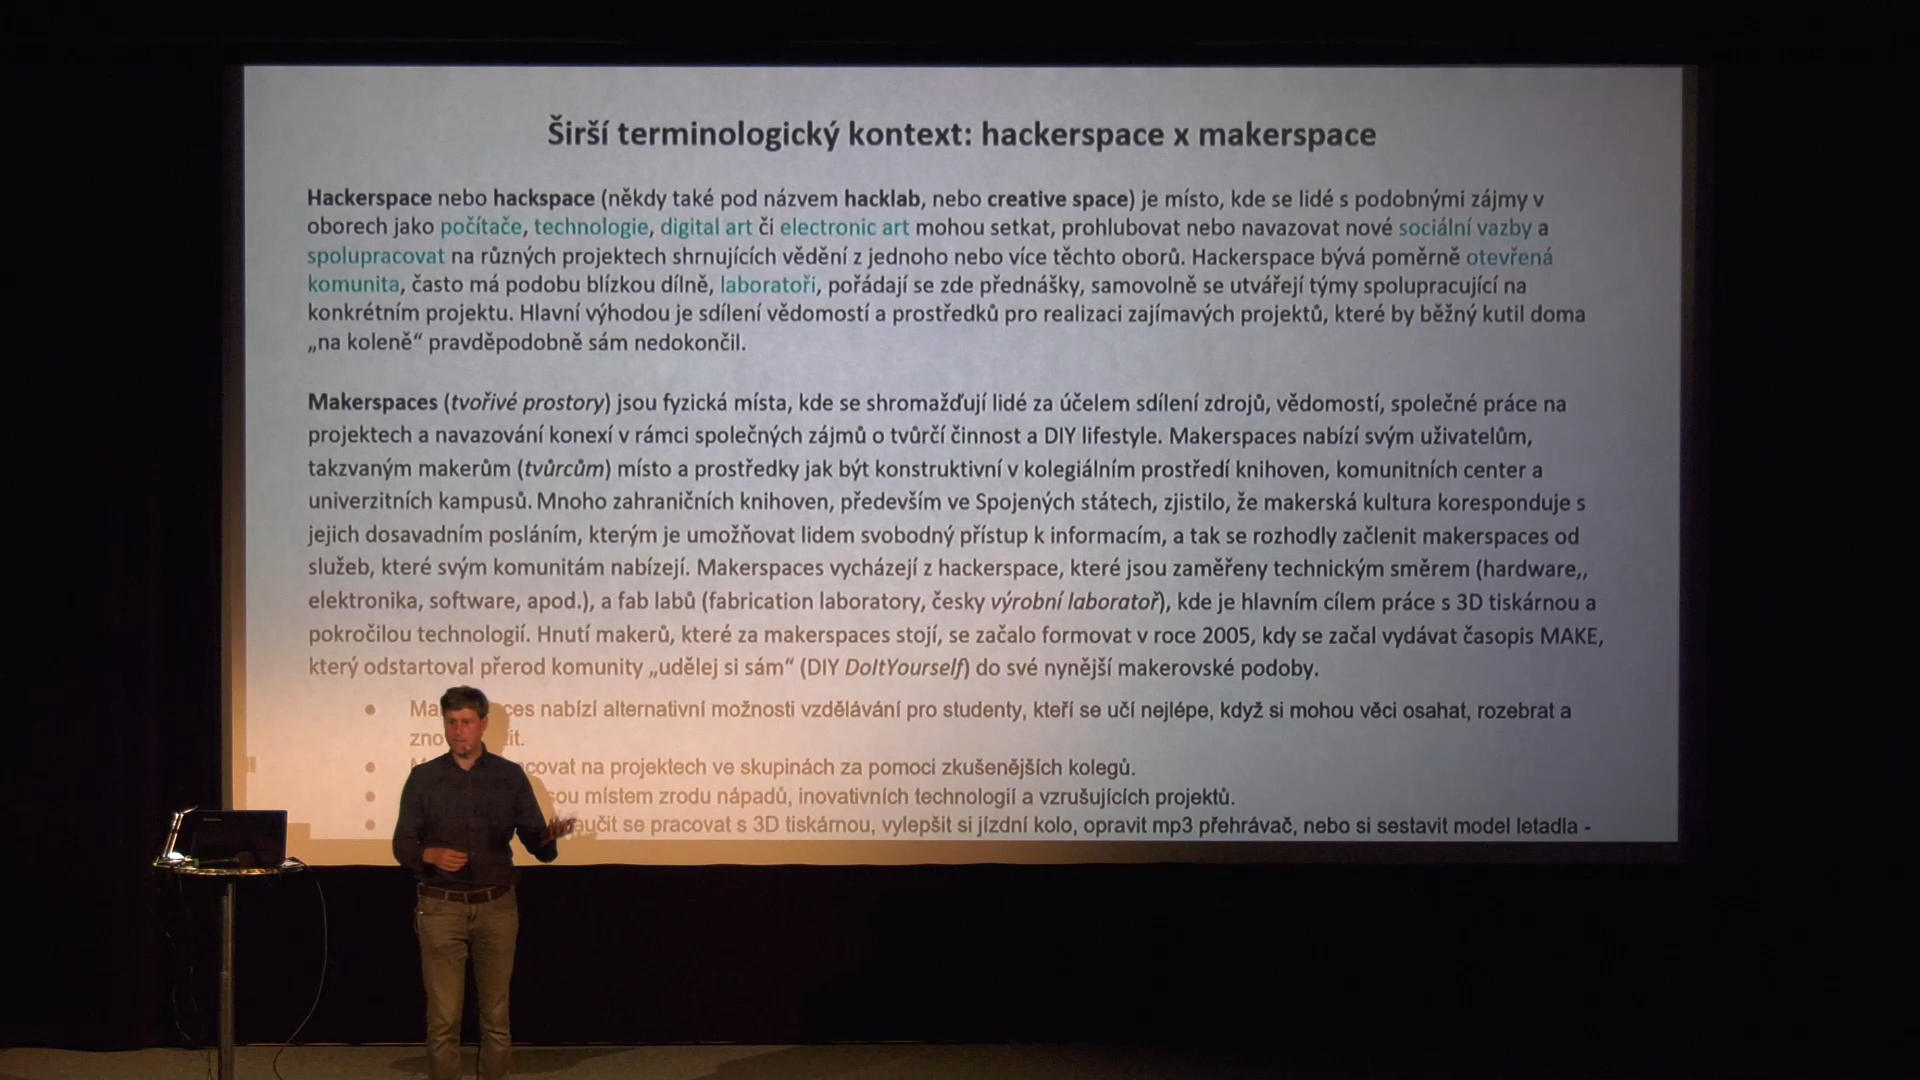 Širší terminologický kontext: hackerspace x makerspace
Hackerspace nebo hackspace (někdy také pod názvem hacklab, nebo creative space) je místo, kde se lidé s podobnými zájmy v
oborech jako počítače, technologie, digital art či electronic art mohou setkat, prohlubovat nebo navazovat nové sociální vazby a
spolupracovat na různých projektech shrnujících vědění z jednoho nebo více těchto oborů. Hackerspace bývá poměrně otevřená
komunita, často má podobu blízkou dílně, laboratoři, pořádají se zde přednášky, samovolně se utvářejí týmy spolupracující na
konkrétním projektu. Hlavní výhodou je sdílení vědomostí a prostředků pro realizaci zajímavých projektů, které by běžný kutil doma
„na koleně“ pravděpodobně sám nedokončil.
Makerspaces (tvořivé prostory) jsou fyzická místa, kde se shromažďují lidé za účelem sdílení zdrojů, vědomostí, společné práce na
projektech a navazování konexí v rámci společných zájmů o tvůrčí činnost a DIY lifestyle. Makerspaces nabízí svým uživatelům,
takzvaným makerům (tvůrcům) místo a prostředky jak být konstruktivní v kolegiálním prostředí knihoven, komunitních center a
univerzitních kampusů. Mnoho zahraničních knihoven, především ve Spojených státech, zjistilo, že makerská kultura koresponduje s
jejich dosavadním posláním, kterým je umožňovat lidem svobodný přístup k informacím, a tak se rozhodly začlenit makerspaces od
služeb, které svým komunitám nabízejí. Makerspaces vycházejí z hackerspace, které jsou zaměřeny technickým směrem (hardware,,
elektronika, software, apod.), a fab labů (fabrication laboratory, česky výrobní laboratoř), kde je hlavním cílem práce s 3D tiskárnou a
pokročilou technologií. Hnutí makerů, které za makerspaces stojí, se začalo formovat v roce 2005, kdy se začal vydávat časopis MAKE,
který odstartoval přerod komunity „udělej si sám“ (DIY DoItYourself) do své nynější makerovské podoby.
nabízí alternativní možnosti vzdělávání pro studenty, kteří se učí nejlépe, když si mohou věci osahat, rozebrat a
na projektech ve skupinách za pomoci zkušenějších kolegů.
místem zrodu nápadů, inovativních technologií a vzrušujících projektů.
se pracovat s 3D tiskárnou, vylepšit si jízdní kolo, opravit mp3 přehrávač, nebo si sestavit model letadla -